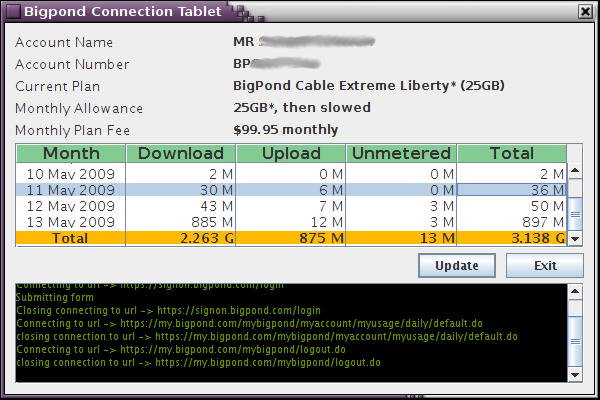 Bigpond Connection Tablet
Account Name MR
Account Number BP
Current Plan BigPond Cable Extreme Liberty* (25GB)
Monthly Allowance 25GB*, then slowed
Monthly Plan Fee $99.95 monthly
Month Download Upload Unmetered Total
10 May 2009 2 M 0 M 0 M 2 M
11 May 2009 30 M 6 M 0 M 36 M
12 May 2009 43 M 7 M 3 M 50 M
13 May 2009 885 M 12 M 3 M 897 M
Total 2.263 G 875 M 13 M 3.138 G
Update Exit
Connecting to url -> https://signon.bigpond.com/login
Submitting form
Closing connecting to url -> https://signon.bigpond.com/login
Connecting to url -> https://my.bigpond.com/mybigpond/myaccount/myusage/daily/default.do
closing connection to url -> https://my.bigpond.com/mybigpond/myaccount/myusage/daily/default.do
Connecting to url -> https://my.bigpond.com/mybigpond/logout.do
closing connection to url -> https://my.bigpond.com/mybigpond/logout.do